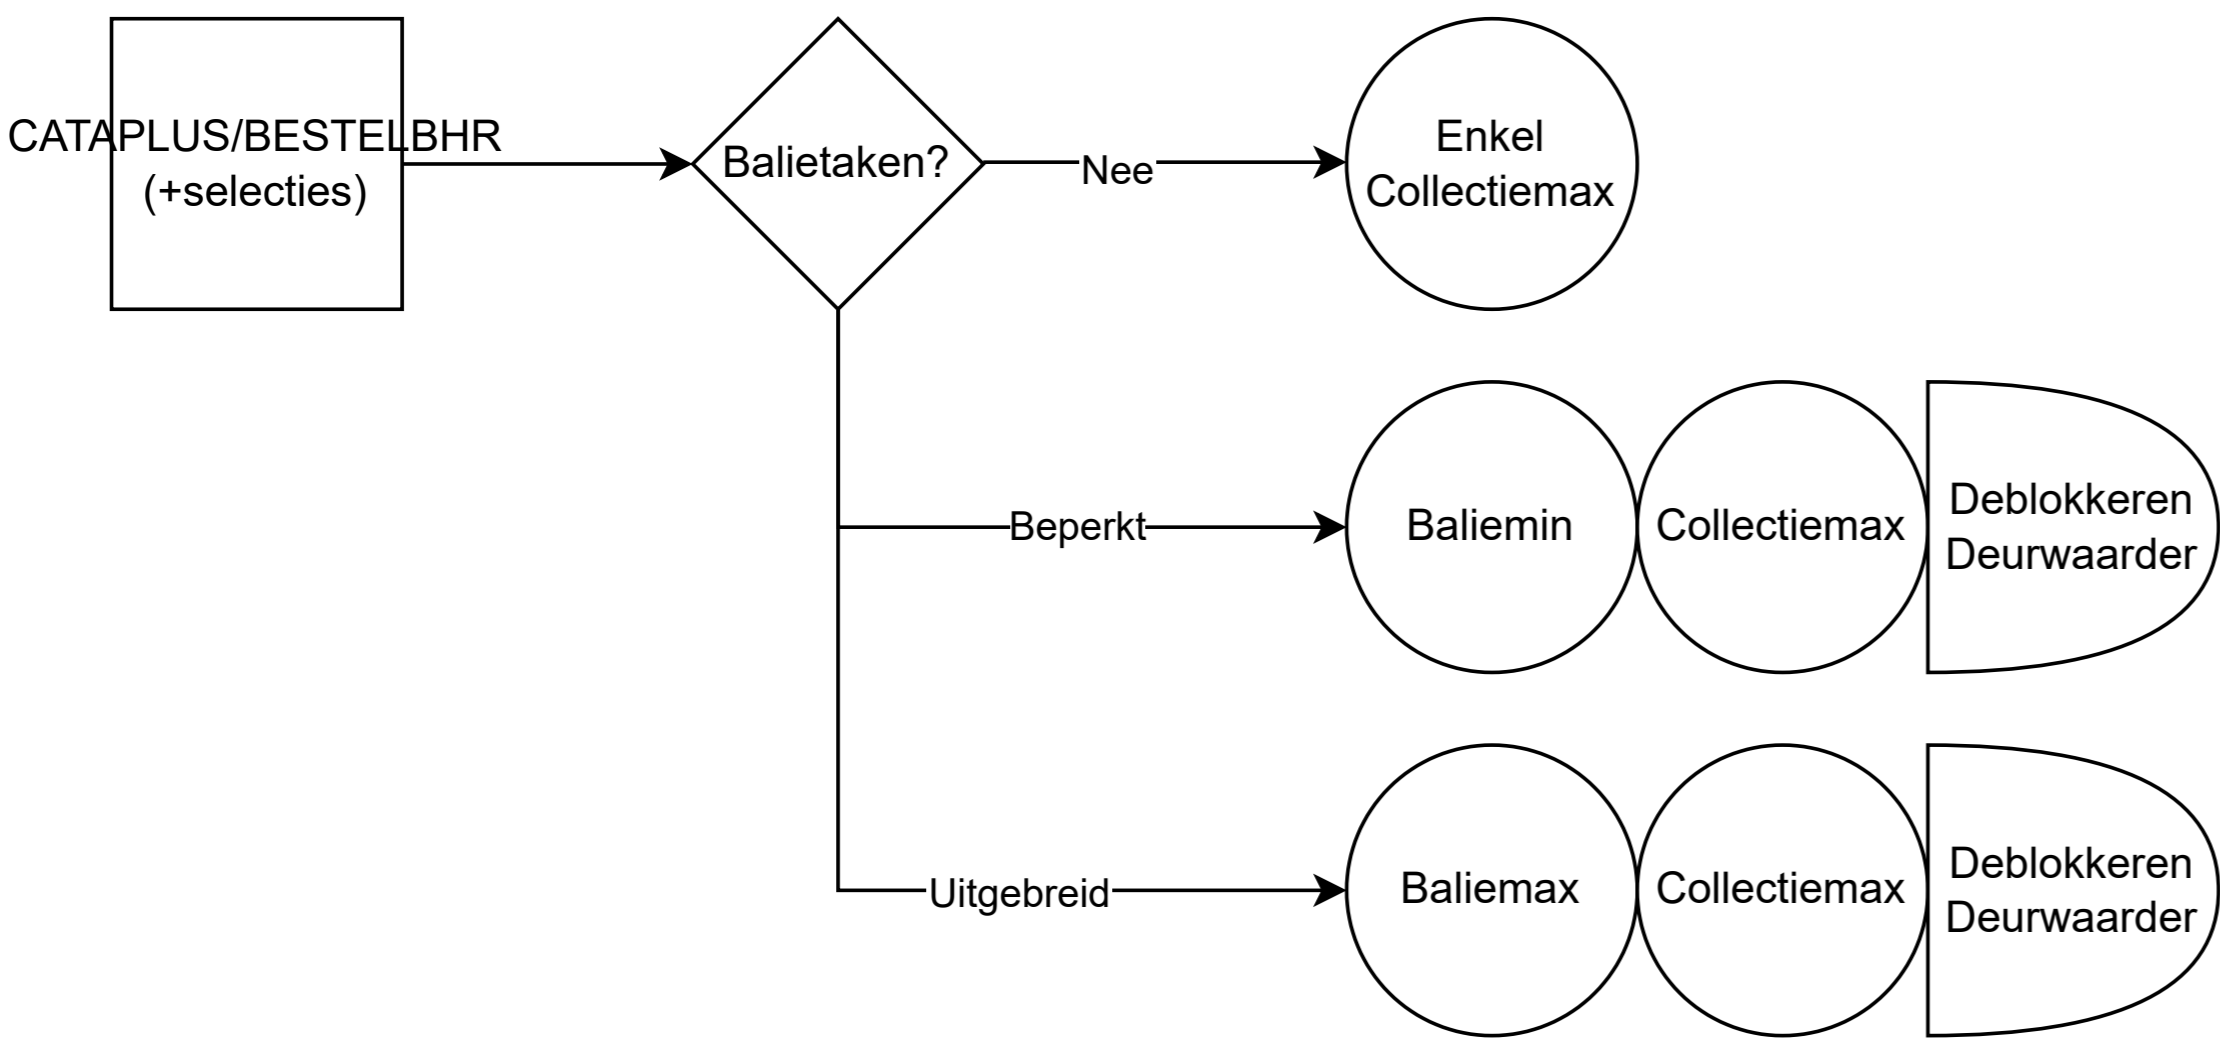 CATAPLUS/BESTELBHR
(+selecties)
Balietaken?
Nee
Enkel
Collectiemax
Beperkt
Baliemin
Collectiemax
Deblokkeren
Deurwaarder
Uitgebreid
Baliemax
Collectiemax
Deblokkeren
Deurwaarder